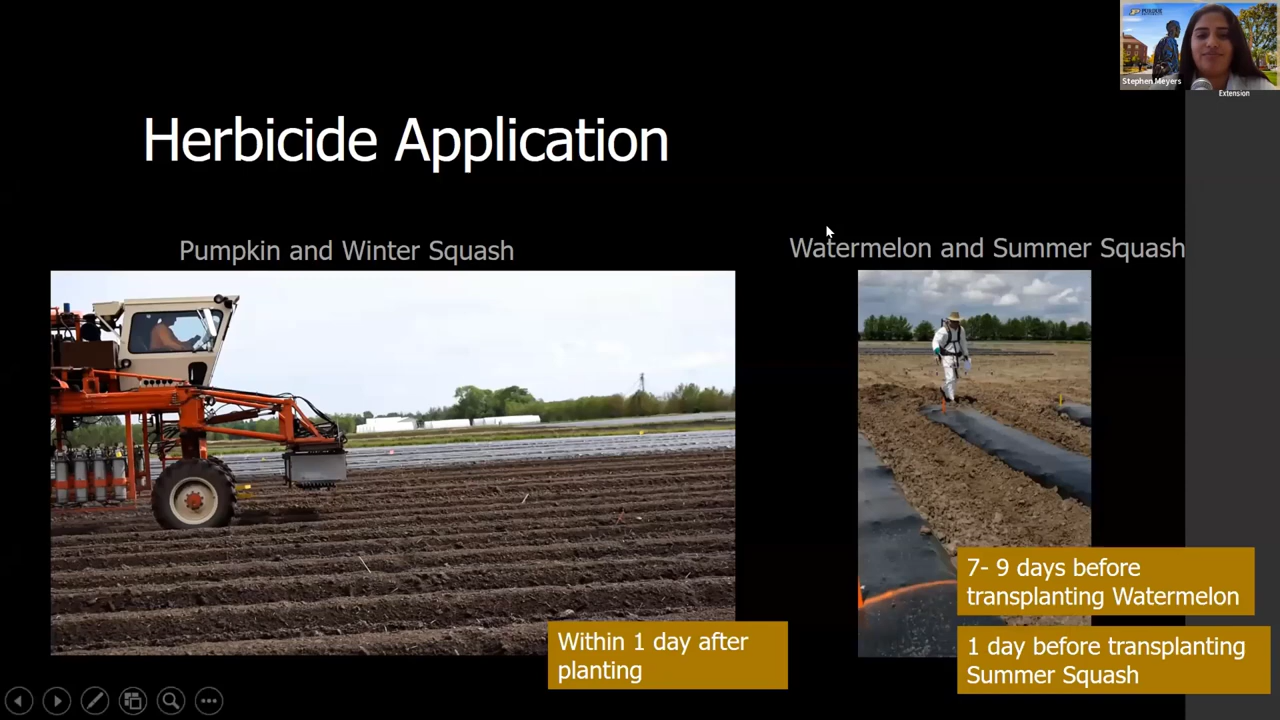 PURDUE
Stephen Meyers
Extension
Herbicide Application
Pumpkin and Winter Squash
Watermelon and Summer Squash
7- 9 days before
transplanting Watermelon
Within 1 day after
planting
1 day before transplanting
Summer Squash